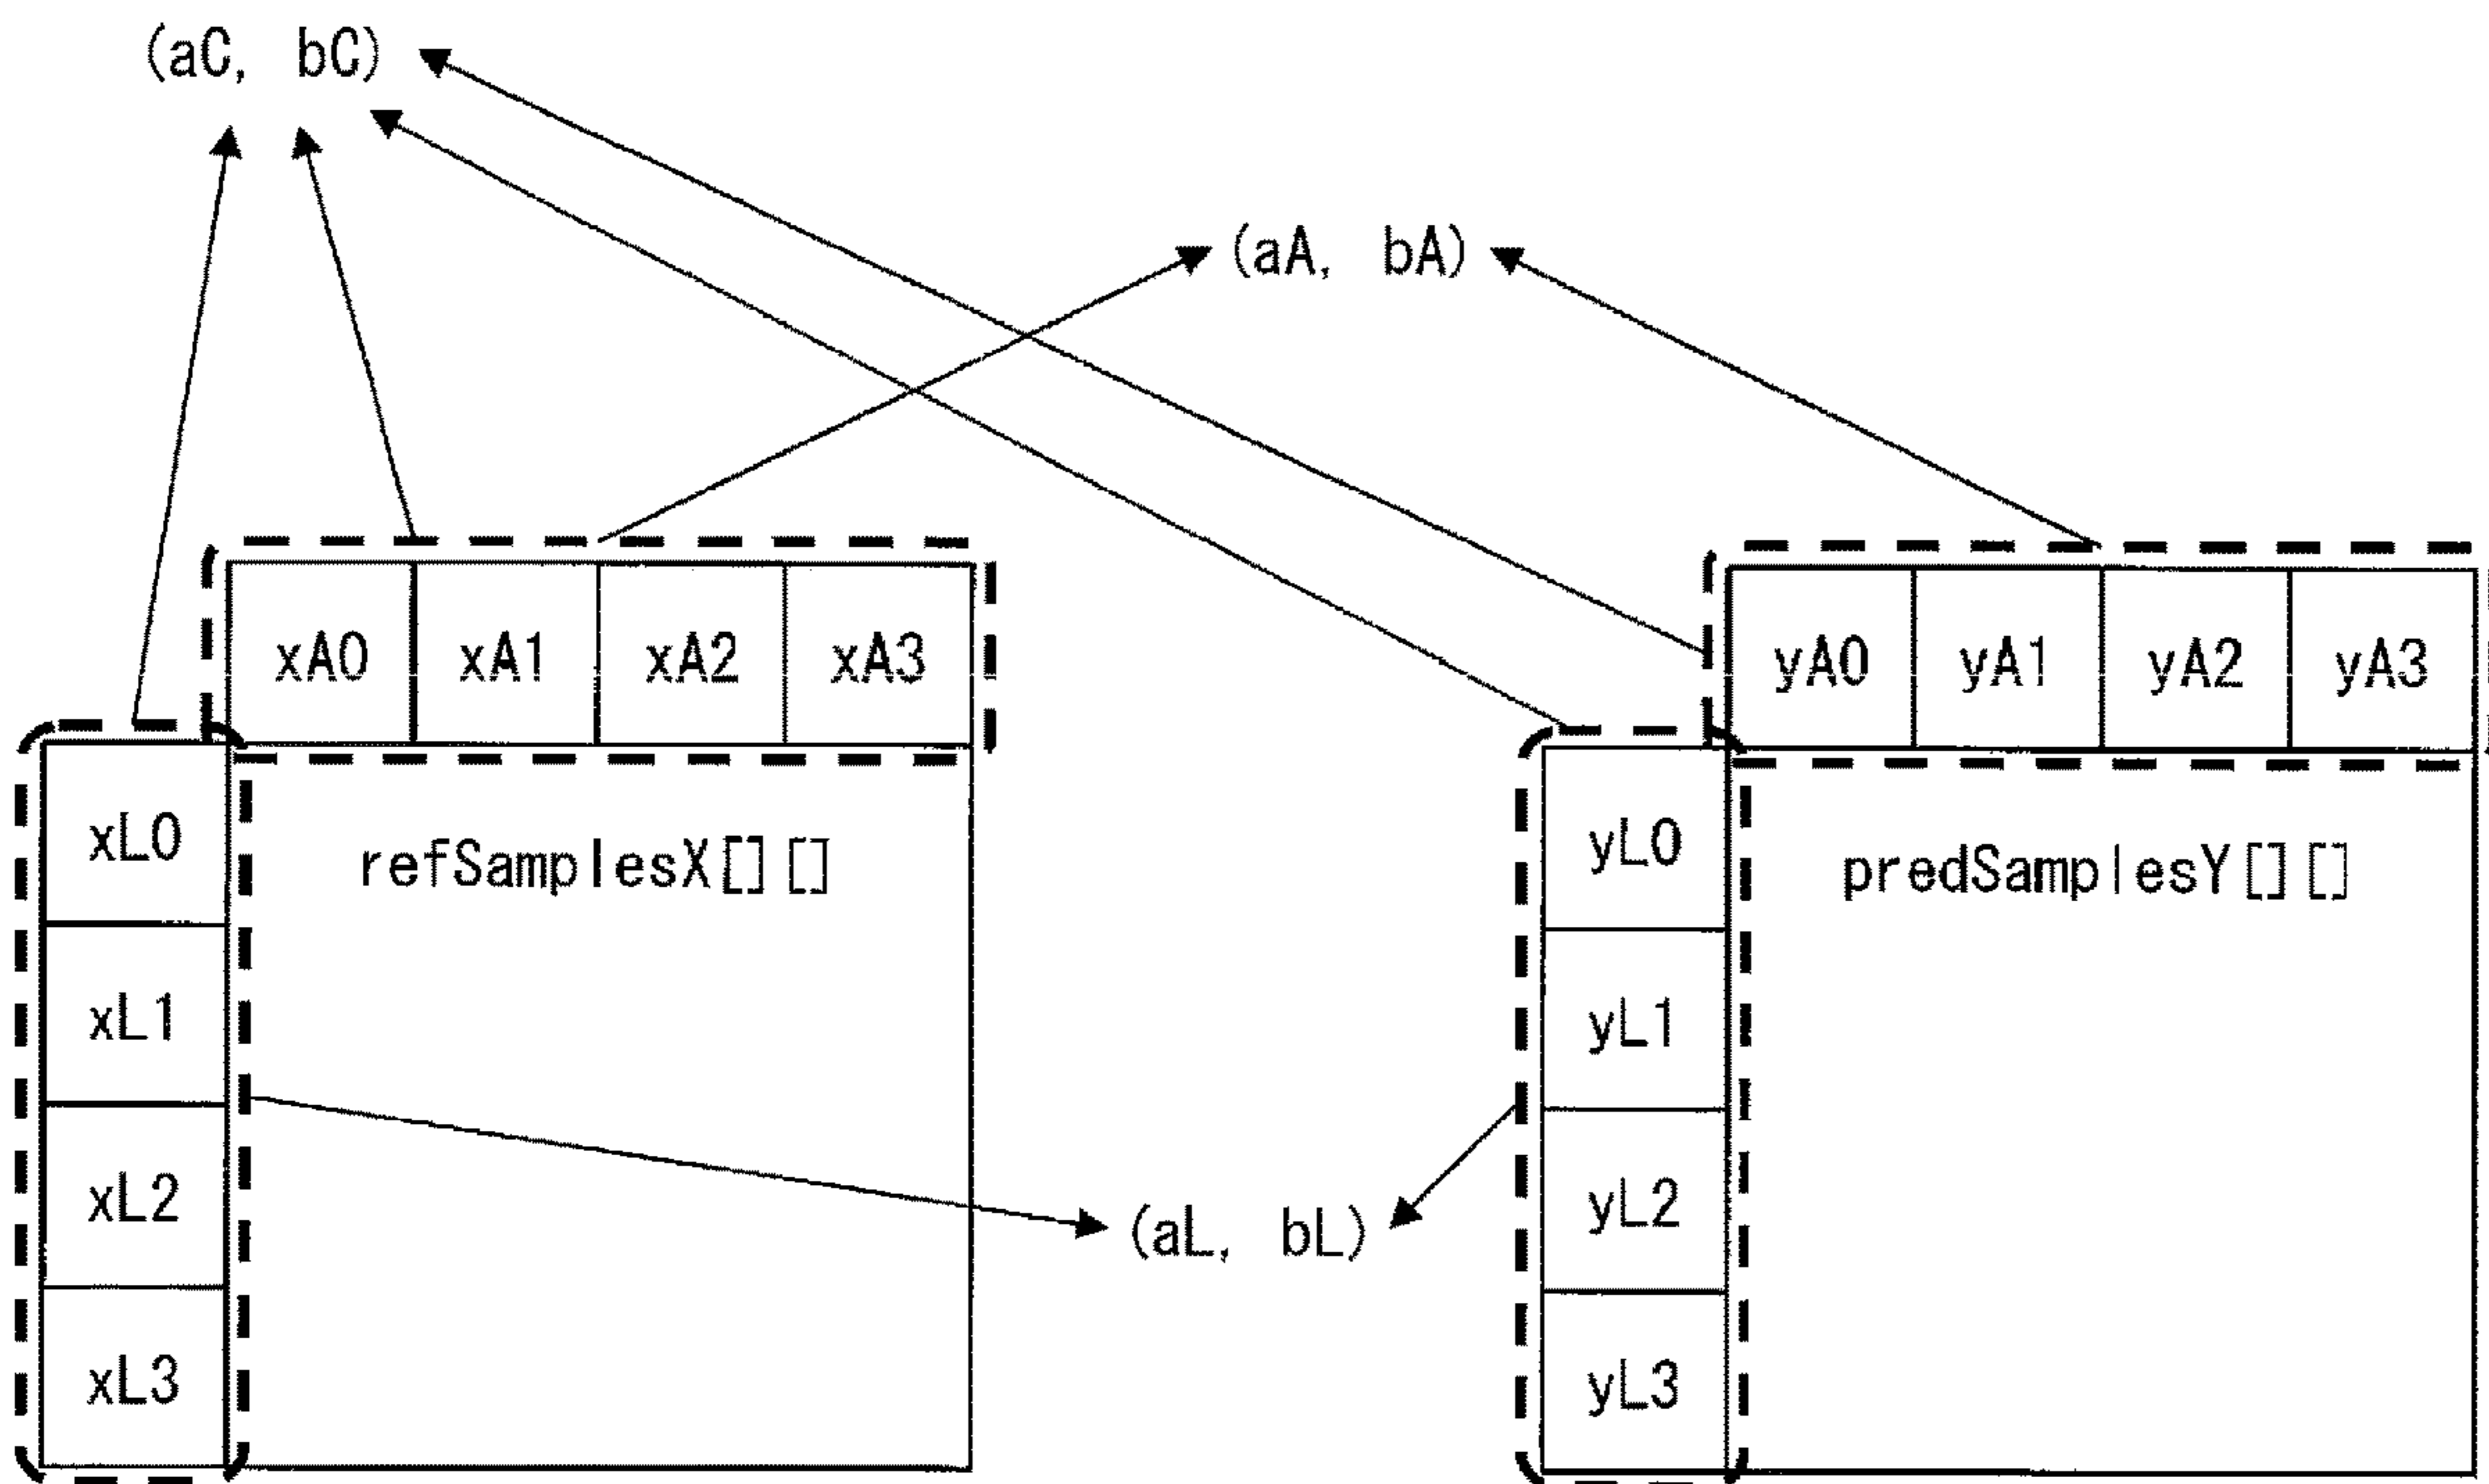 (aC, bC)
(aA, bA)
xA0 xA1 xA2 xA3
yA0 yA1 yA2 yA3
xL0
refSamplesX[][]
yL0
predSamplesY[][]
xL1
yL1
xL2
(aL, bL)
yL2
xL3
yL3